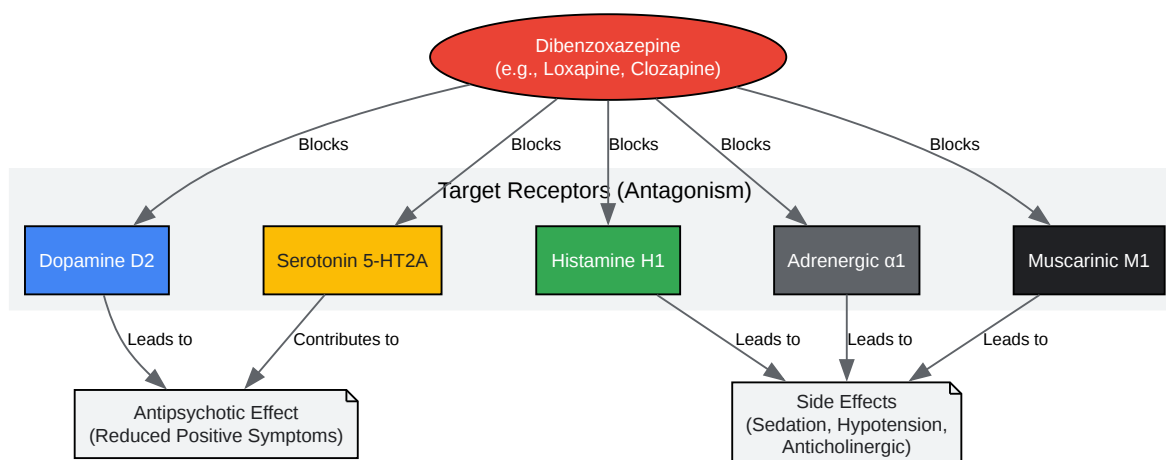 Dibenzoxazepine
(e.g., Loxapine, Clozapine)
Blocks
Blocks
Blocks
Blocks
Blocks
Target Receptors (Antagonism)
Dopamine D2
Serotonin 5-HT2A
Histamine H1
Adrenergic α1
Muscarinic M1
Leads to
Contributes to
Leads to
Leads to
Leads to
Antipsychotic Effect
(Reduced Positive Symptoms)
Side Effects
(Sedation, Hypotension,
Anticholinergic)